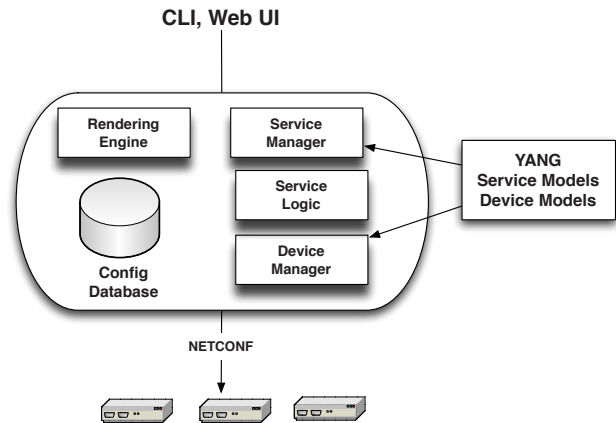 CLI, Web UI
Rendering
Engine
Service
Manager
YANG
Service Models
Device Models
Service
Logic
Device
Manager
Config
Database
NETCONF